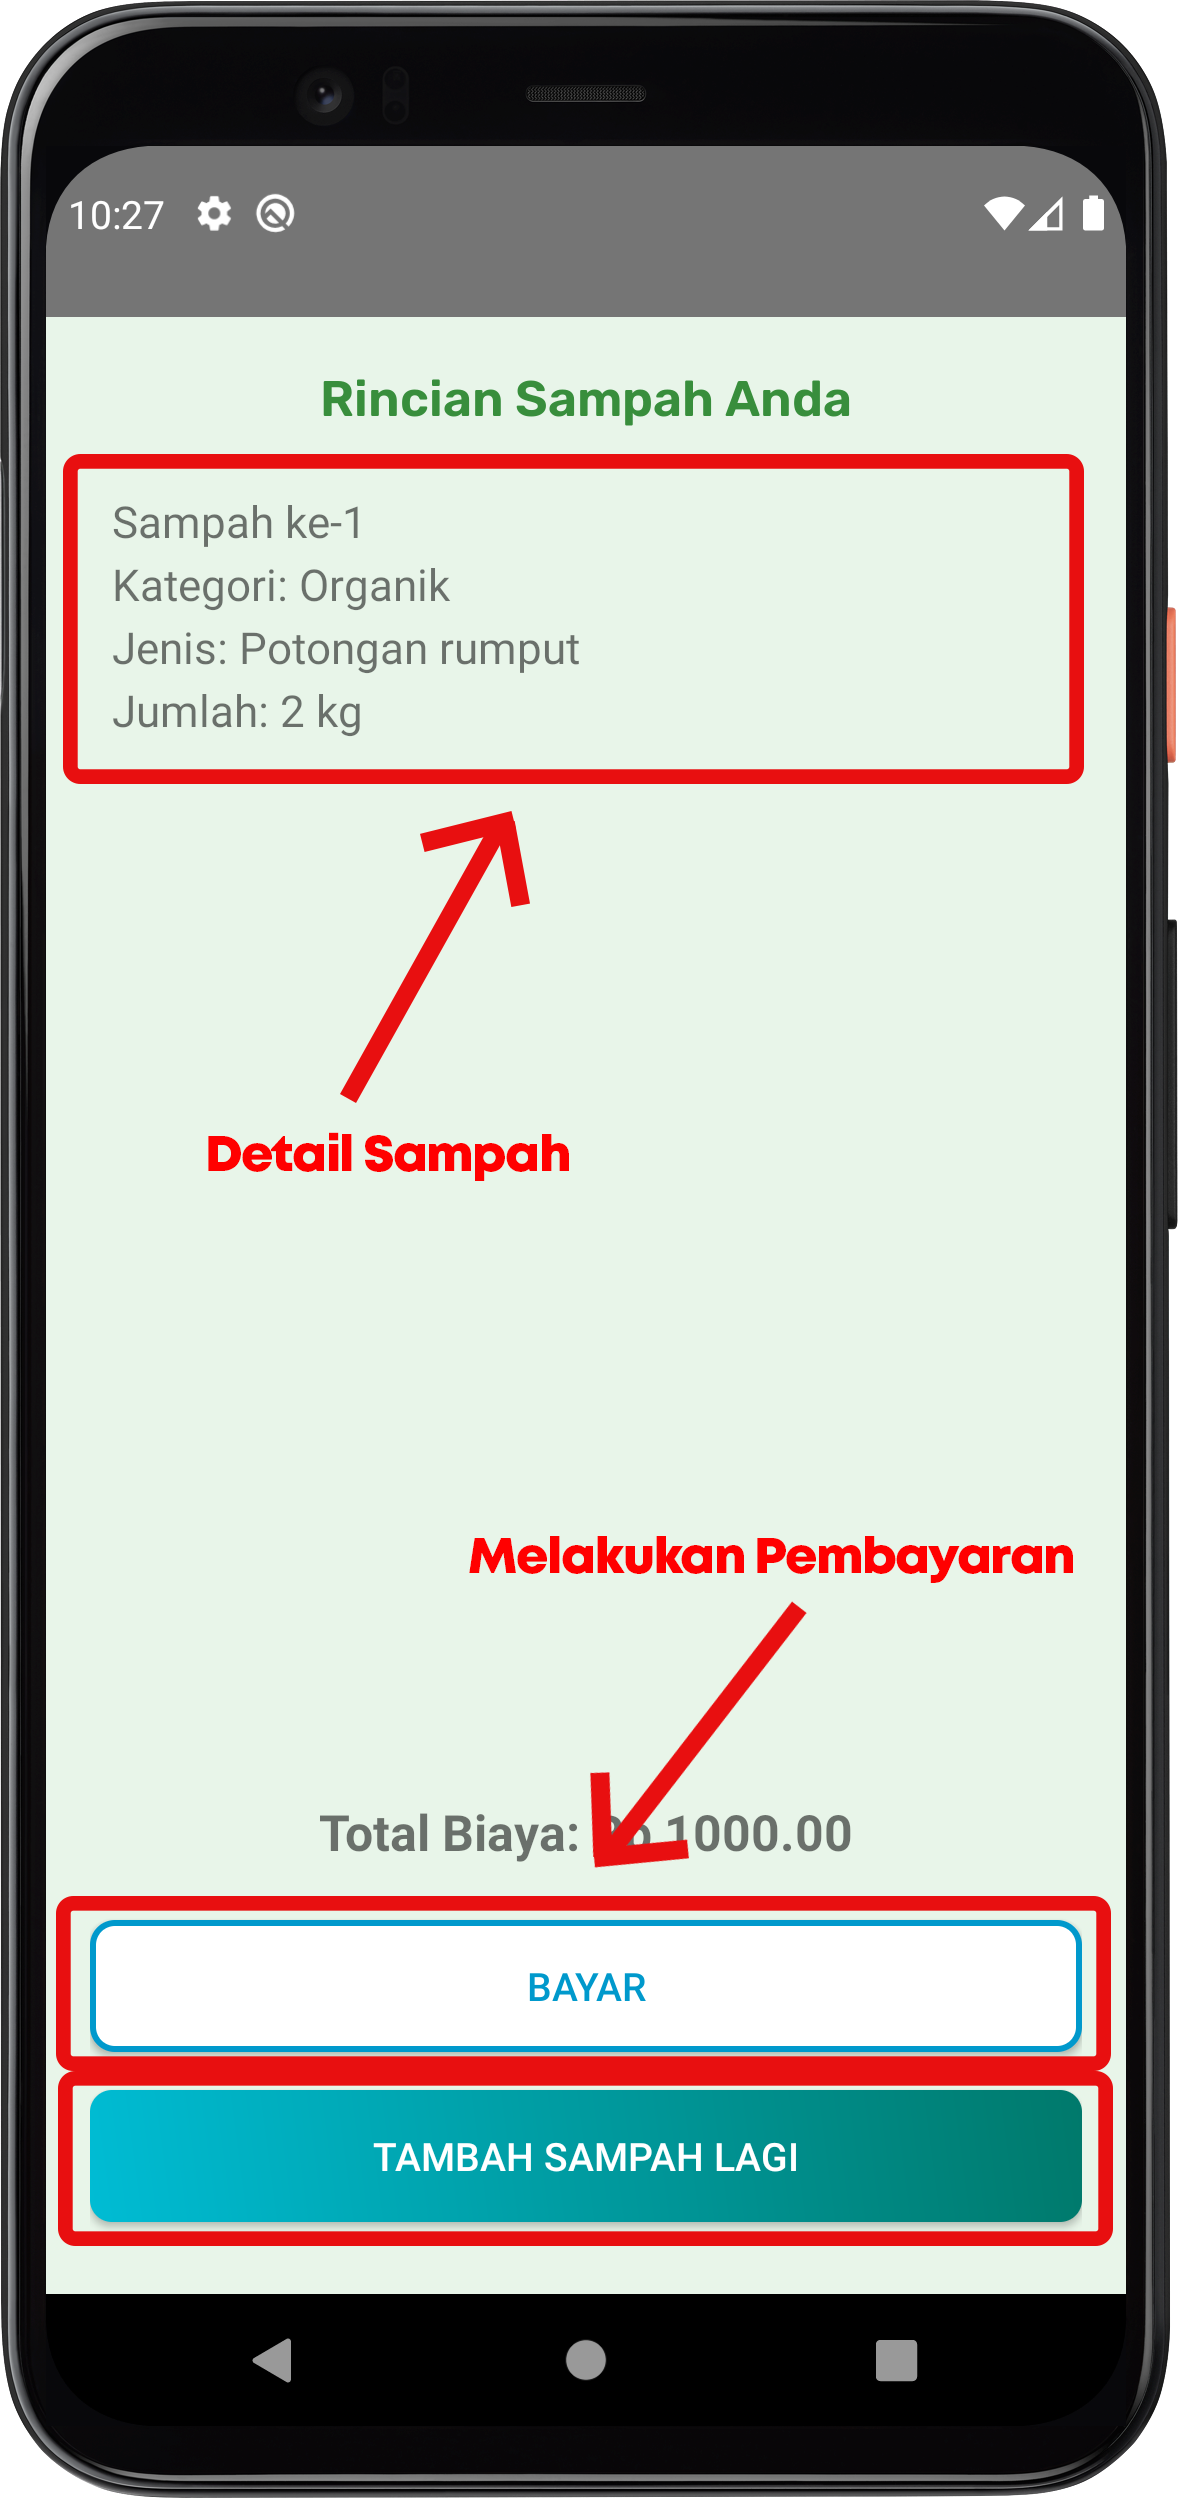 10:27
Rincian Sampah Anda
Sampah ke-1
Kategori: Organik
Jenis: Potongan rumput
Jumlah: 2 kg
Detail Sampah
Melakukan Pembayaran
Total Biaya: 1000.00
BAYAR
TAMBAH SAMPAH LAGI